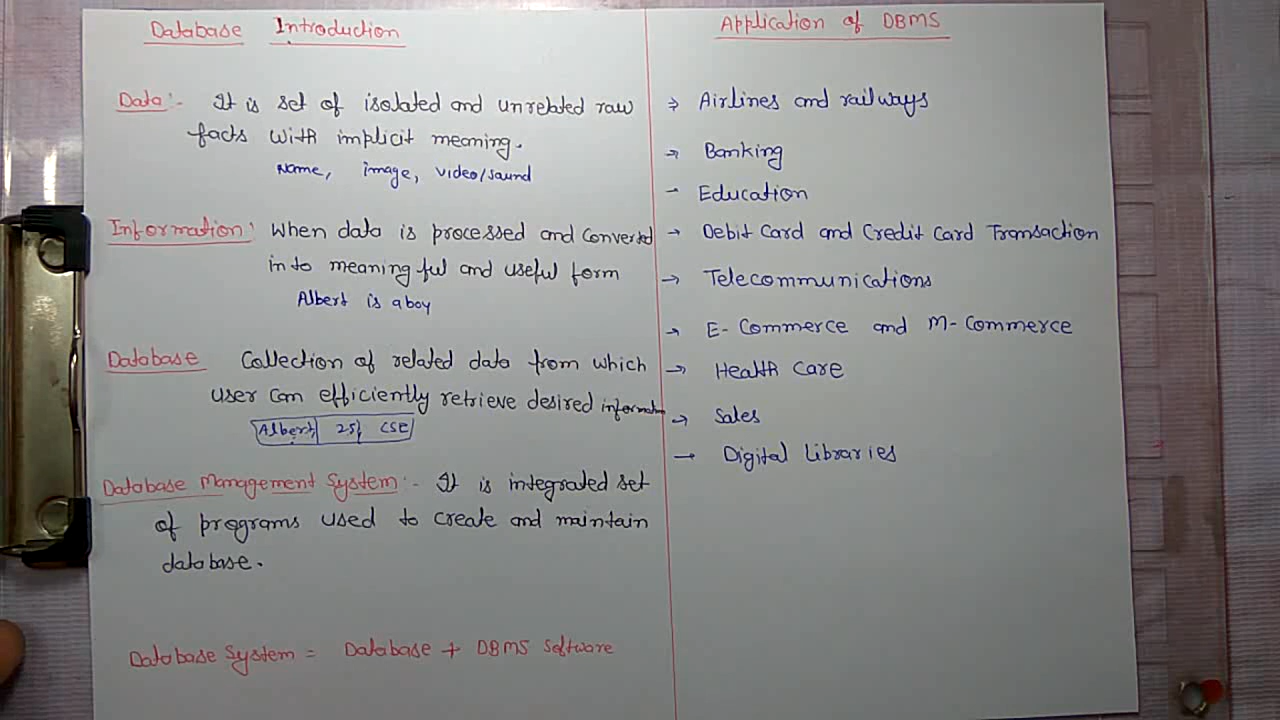 Database Introduction
Data:- It is set of isolated and unrelated raw
facts with implicit meaning.
Name, image, video/sound
Information: When data is processed and converted
in to meaningful and useful form
Albert is a boy
Database Collection of related data from which
user can efficiently retrieve desired information
Albert, 25, CSE
Database Management System:- It is integrated set
of programs used to create and maintain
database.
Database System = Database + DBMS Software
Application of DBMS
→ Airlines and railways
→ Banking
- Education
→ Debit Card and Credit Card Transaction
→ Telecommunications
→ E-Commerce and M-Commerce
→ Health Care
→ Sales
→ Digital Libraries